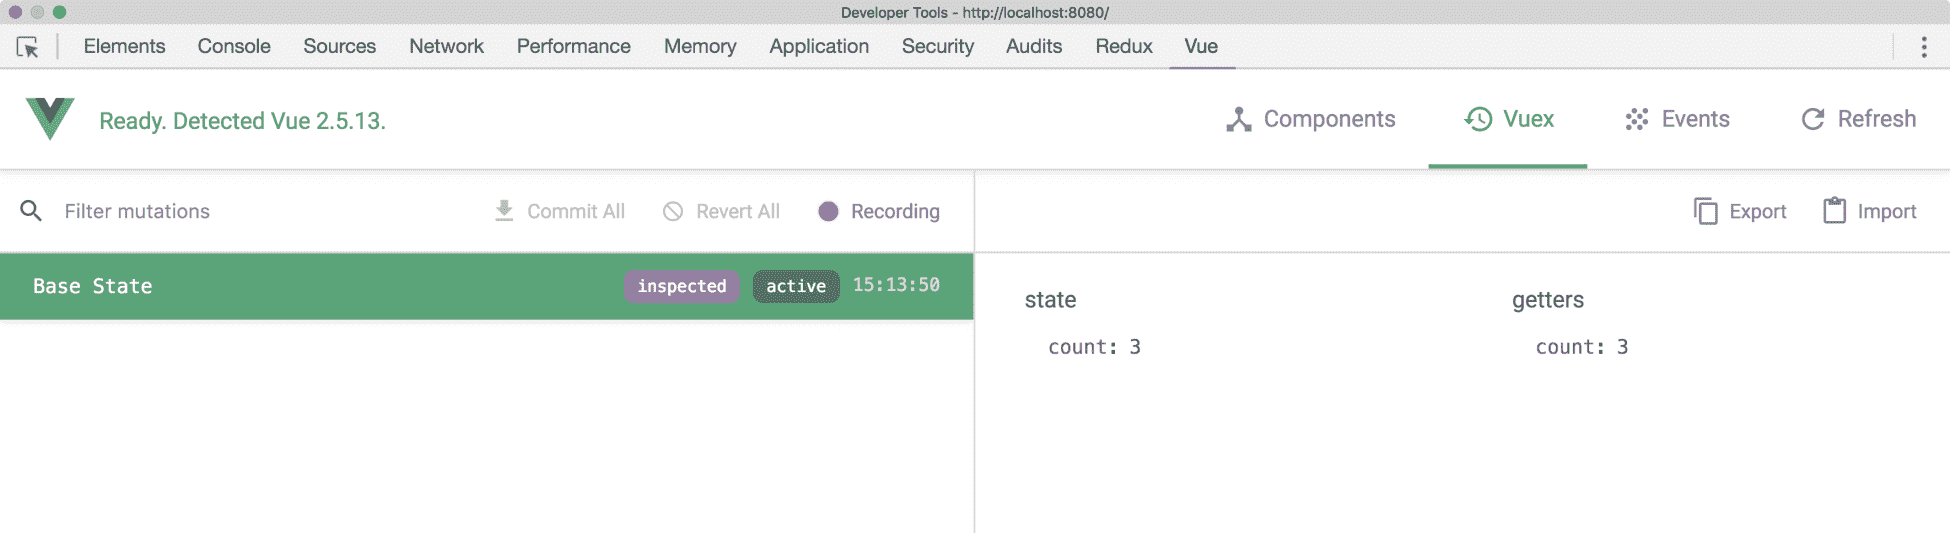 Developer Tools - http://localhost:8080/
Elements Console Sources Network Performance Memory Application Security Audits Redux Vue
Ready. Detected Vue 2.5.13. Components Vuex Events Refresh
Filter mutations Commit All Revert All Recording Export Import
Base State inspected active 15:13:50
state getters
count: 3 count: 3